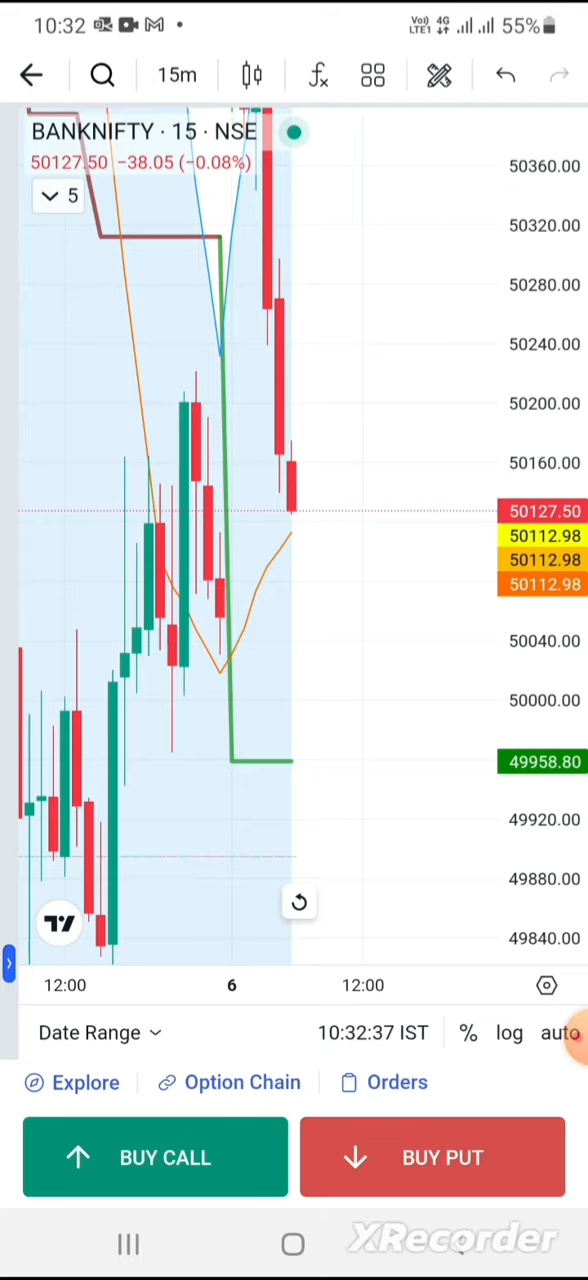 10:32 Vo)) 4G LTE1 55%
15m
BANKNIFTY · 15 · NSE
50127.50 −38.05 (−0.08%)
5
50360.00
50320.00
50280.00
50240.00
50200.00
50160.00
50127.50
50112.98
50112.98
50112.98
50040.00
50000.00
49958.80
49920.00
49880.00
49840.00
12:00 6 12:00
Date Range 10:32:37 IST % log auto
Explore Option Chain Orders
BUY CALL BUY PUT
XRecorder